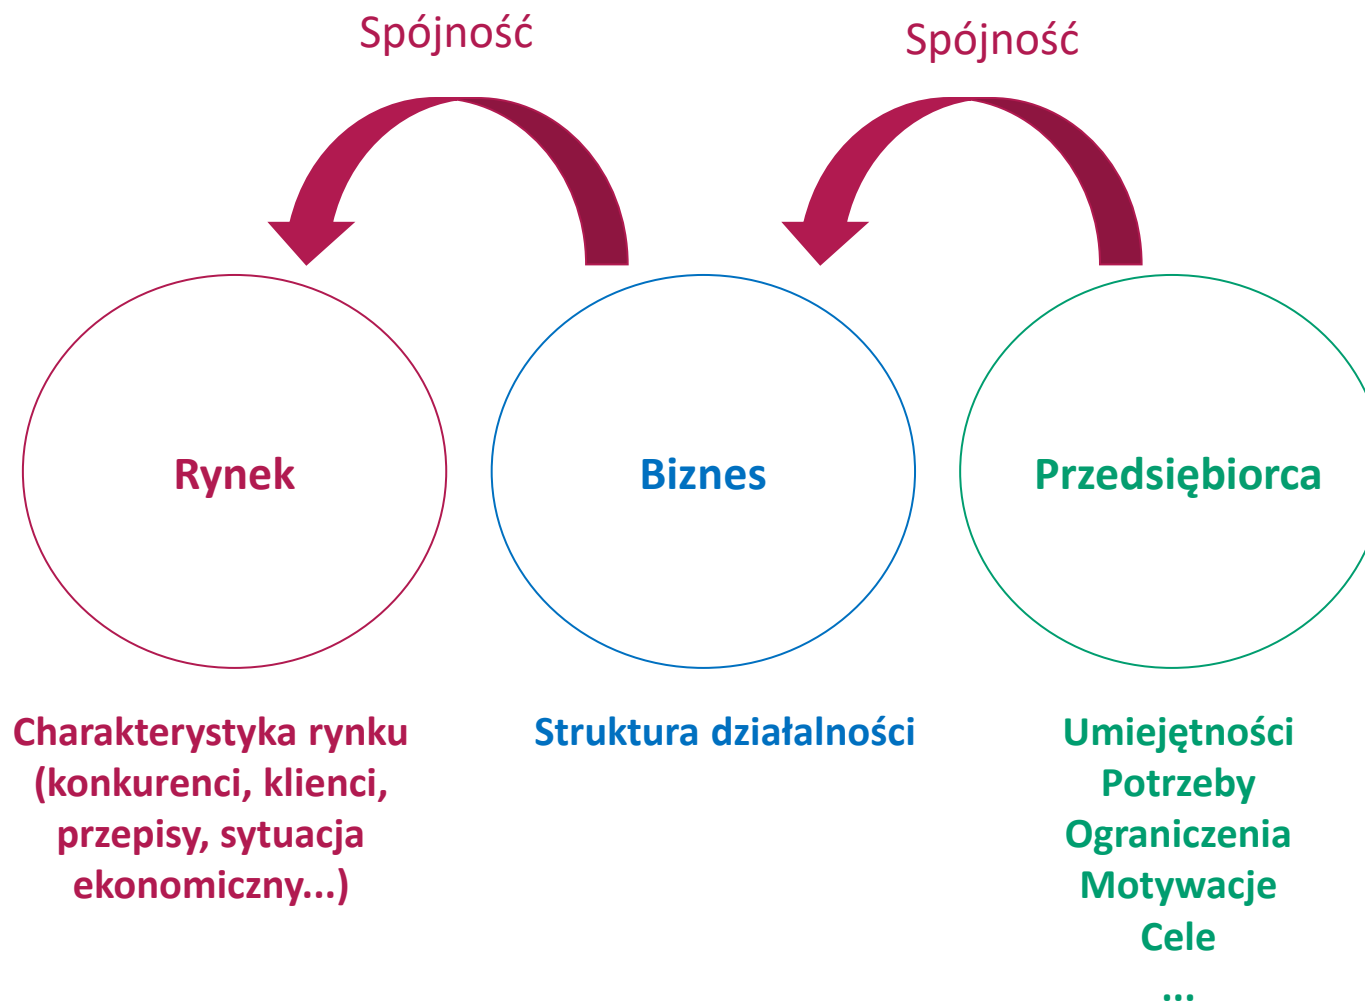 Spójność
Spójność
Rynek
Biznes
Przedsiębiorca
Charakterystyka rynku
(konkurenci, klienci,
przepisy, sytuacja
ekonomiczny...)
Struktura działalności
Umiejętności
Potrzeby
Ograniczenia
Motywacje
Cele
...